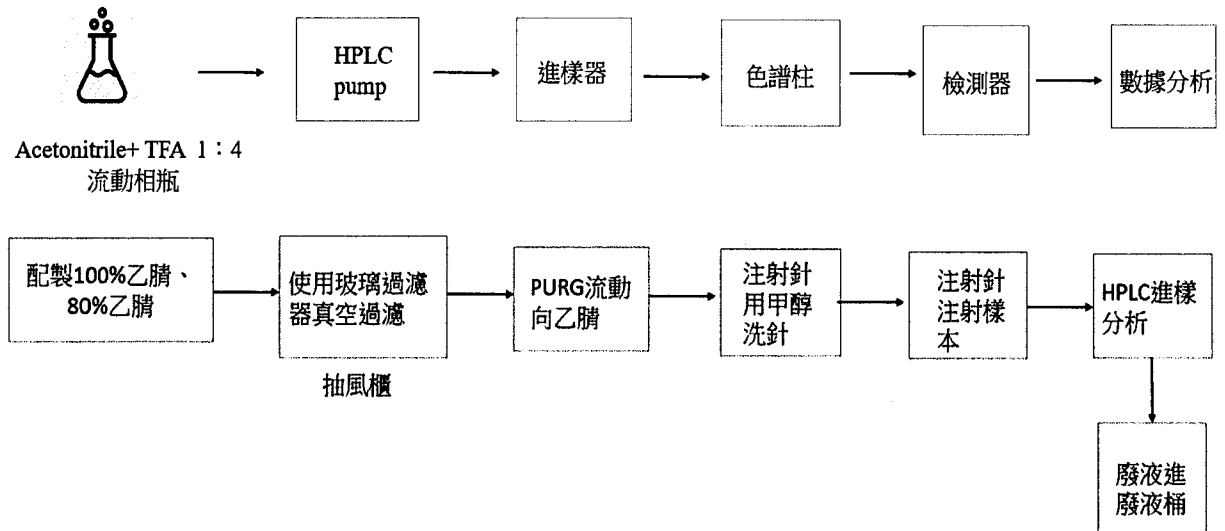 HPLC
pump
進樣器
色譜柱
檢測器
數據分析
Acetonitrile+ TFA 1：4
流動相瓶
配製100%乙腈、
80%乙腈
使用玻璃過濾
器真空過濾
抽風櫃
PURG流動
向乙腈
注射針
用甲醇
洗針
注射針
注射樣
本
HPLC進樣
分析
廢液進
廢液桶